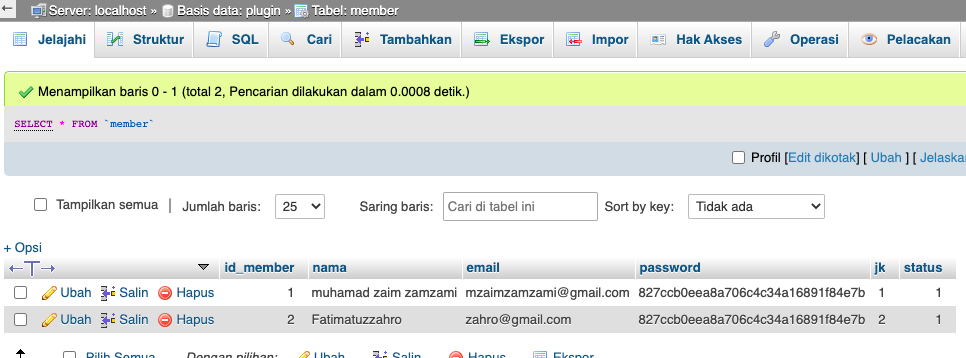 Server: localhost » Basis data: plugin » Tabel: member
Jelajahi Struktur SQL Cari Tambahkan Ekspor Impor Hak Akses Operasi Pelacakan
Menampilkan baris 0 - 1 (total 2, Pencarian dilakukan dalam 0.0008 detik.)
SELECT * FROM `member`
Profil [Edit dikotak] [ Ubah ] [ Jelaska
Tampilkan semua | Jumlah baris: 25 Saring baris: Cari di tabel ini Sort by key: Tidak ada
+ Opsi
←T→ id_member nama email password jk status
Ubah Salin Hapus 1 muhamad zaim zamzami mzaimzamzami@gmail.com 827ccb0eea8a706c4c34a16891f84e7b 1 1
Ubah Salin Hapus 2 Fatimatuzzahro zahro@gmail.com 827ccb0eea8a706c4c34a16891f84e7b 2 1
Pilih Semua Dengan pilihan: Ubah Salin Hapus Ekspor